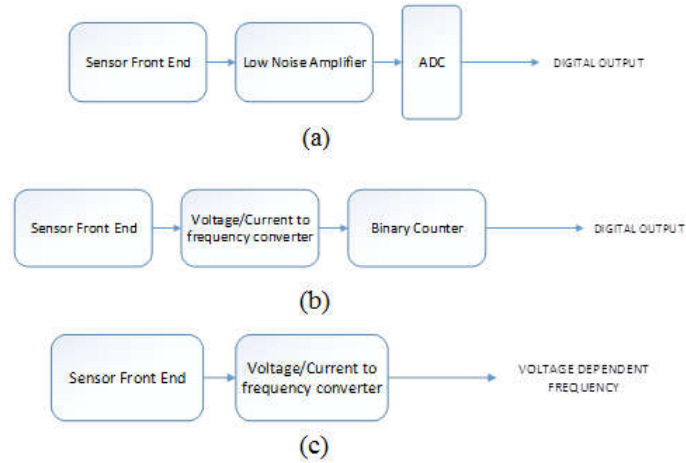 Sensor Front End
Low Noise Amplifier
ADC
DIGITAL OUTPUT
(a)
Sensor Front End
Voltage/Current to
frequency converter
Binary Counter
DIGITAL OUTPUT
(b)
Sensor Front End
Voltage/Current to
frequency converter
VOLTAGE DEPENDENT
FREQUENCY
(c)